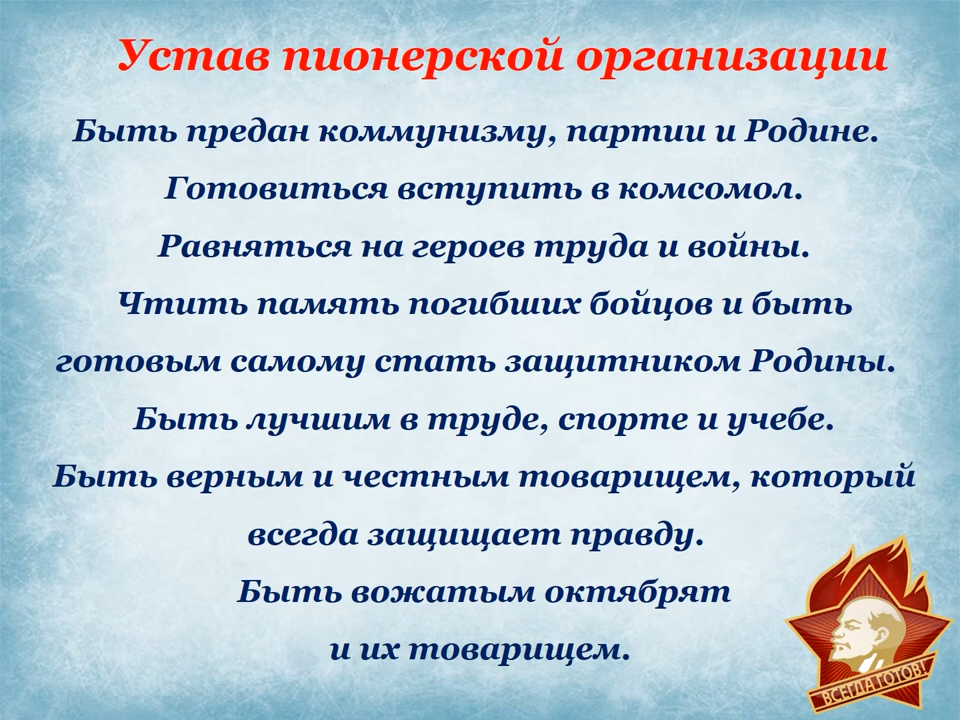 Устав пионерской организации
Быть предан коммунизму, партии и Родине.
Готовиться вступить в комсомол.
Равняться на героев труда и войны.
Чтить память погибших бойцов и быть
готовым самому стать защитником Родины.
Быть лучшим в труде, спорте и учебе.
Быть верным и честным товарищем, который
всегда защищает правду.
Быть вожатым октябрят
и их товарищем.
ВСЕГДА ГОТОВ!